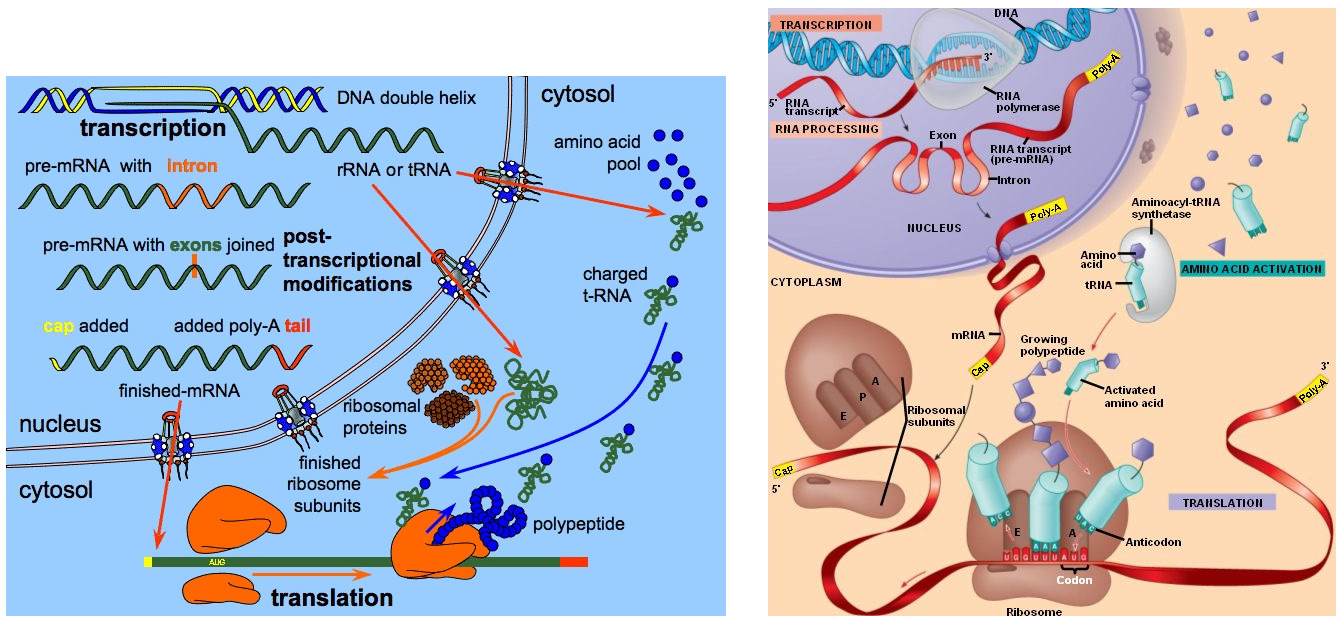 DNA double helix
transcription
pre-mRNA with intron
rRNA or tRNA
cytosol
amino acid
pool
pre-mRNA with exons joined
post-
transcriptional
modifications
charged
t-RNA
cap added
added poly-A tail
finished-mRNA
ribosomal
proteins
nucleus
cytosol
finished
ribosome
subunits
polypeptide
AUG
translation
TRANSCRIPTION
DNA
3'
Poly-A
RNA
polymerase
5'
RNA
transcript
RNA PROCESSING
Exon
RNA transcript
(pre-mRNA)
Intron
Poly-A
NUCLEUS
Aminoacyl-tRNA
synthetase
Amino
acid
tRNA
AMINO ACID ACTIVATION
CYTOPLASM
mRNA
Cap
Growing
polypeptide
Activated
amino acid
3'
Poly-A
A
P
E
Ribosomal
subunits
Cap
5'
TRANSLATION
E
A
Anticodon
A A A
U G G U U U A U G
Codon
Ribosome